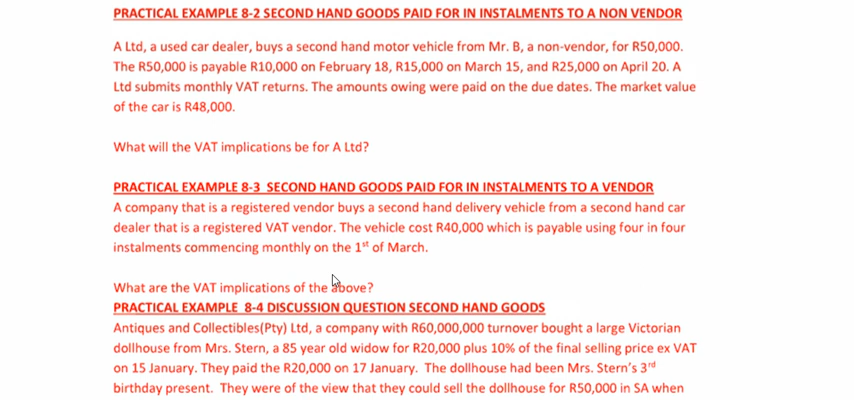 PRACTICAL EXAMPLE 8-2 SECOND HAND GOODS PAID FOR IN INSTALMENTS TO A NON VENDOR
A Ltd, a used car dealer, buys a second hand motor vehicle from Mr. B, a non-vendor, for R50,000.
The R50,000 is payable R10,000 on February 18, R15,000 on March 15, and R25,000 on April 20. A
Ltd submits monthly VAT returns. The amounts owing were paid on the due dates. The market value
of the car is R48,000.
What will the VAT implications be for A Ltd?
PRACTICAL EXAMPLE 8-3 SECOND HAND GOODS PAID FOR IN INSTALMENTS TO A VENDOR
A company that is a registered vendor buys a second hand delivery vehicle from a second hand car
dealer that is a registered VAT vendor. The vehicle cost R40,000 which is payable using four in four
instalments commencing monthly on the 1st of March.
What are the VAT implications of the above?
PRACTICAL EXAMPLE 8-4 DISCUSSION QUESTION SECOND HAND GOODS
Antiques and Collectibles(Pty) Ltd, a company with R60,000,000 turnover bought a large Victorian
dollhouse from Mrs. Stern, a 85 year old widow for R20,000 plus 10% of the final selling price ex VAT
on 15 January. They paid the R20,000 on 17 January. The dollhouse had been Mrs. Stern's 3rd
birthday present. They were of the view that they could sell the dollhouse for R50,000 in SA when